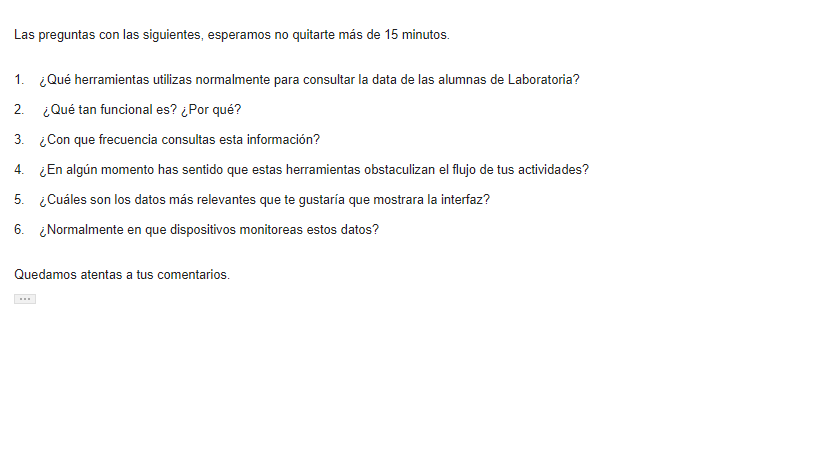 Las preguntas con las siguientes, esperamos no quitarte más de 15 minutos.
1. ¿Qué herramientas utilizas normalmente para consultar la data de las alumnas de Laboratoria?
2. ¿Qué tan funcional es? ¿Por qué?
3. ¿Con que frecuencia consultas esta información?
4. ¿En algún momento has sentido que estas herramientas obstaculizan el flujo de tus actividades?
5. ¿Cuáles son los datos más relevantes que te gustaría que mostrara la interfaz?
6. ¿Normalmente en que dispositivos monitoreas estos datos?
Quedamos atentas a tus comentarios.